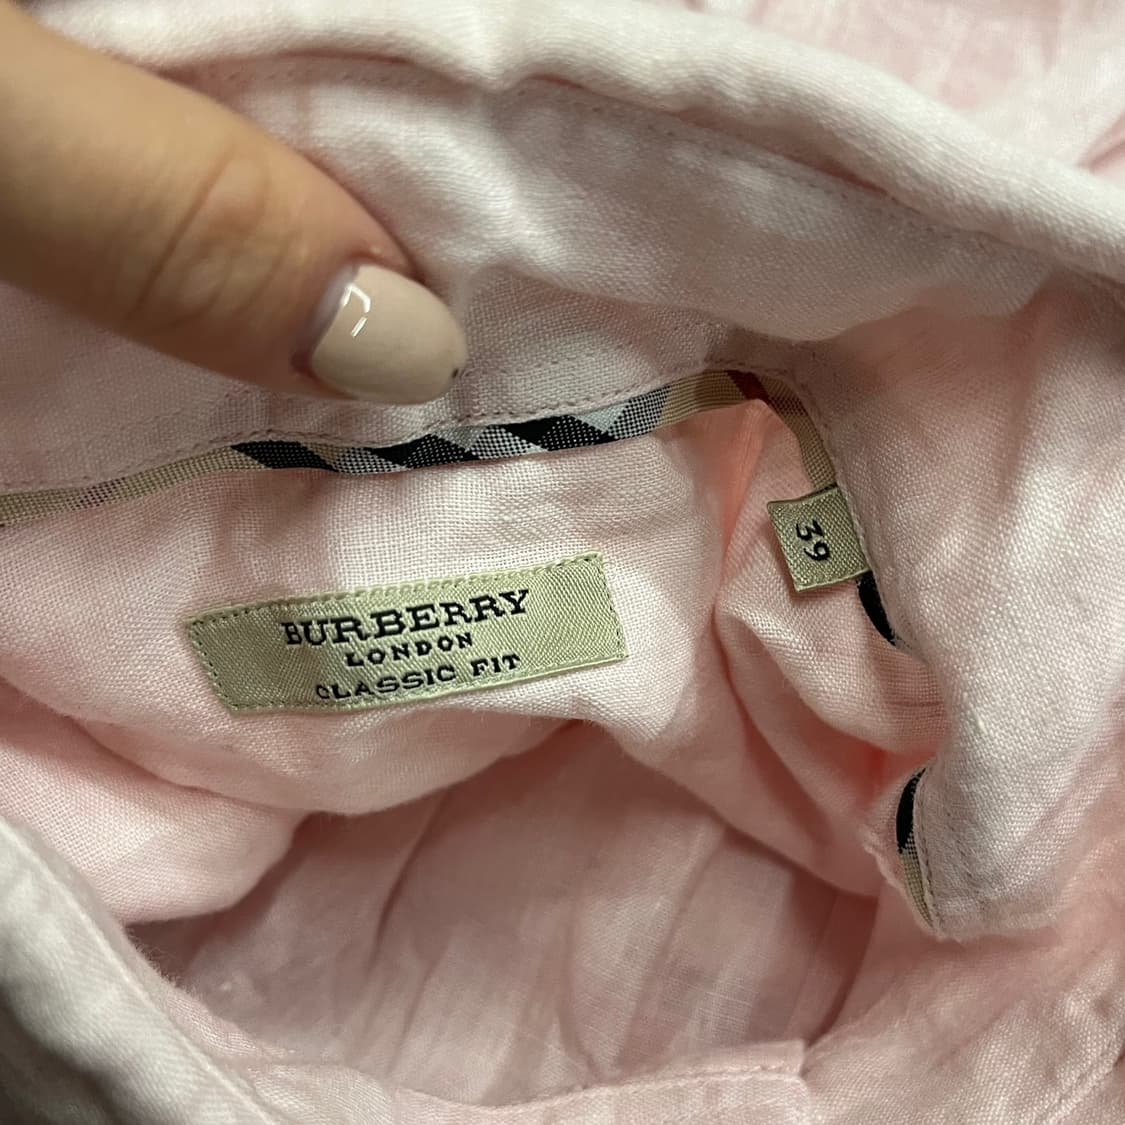 BURBERRY
LONDON
CLASSIC FIT
39